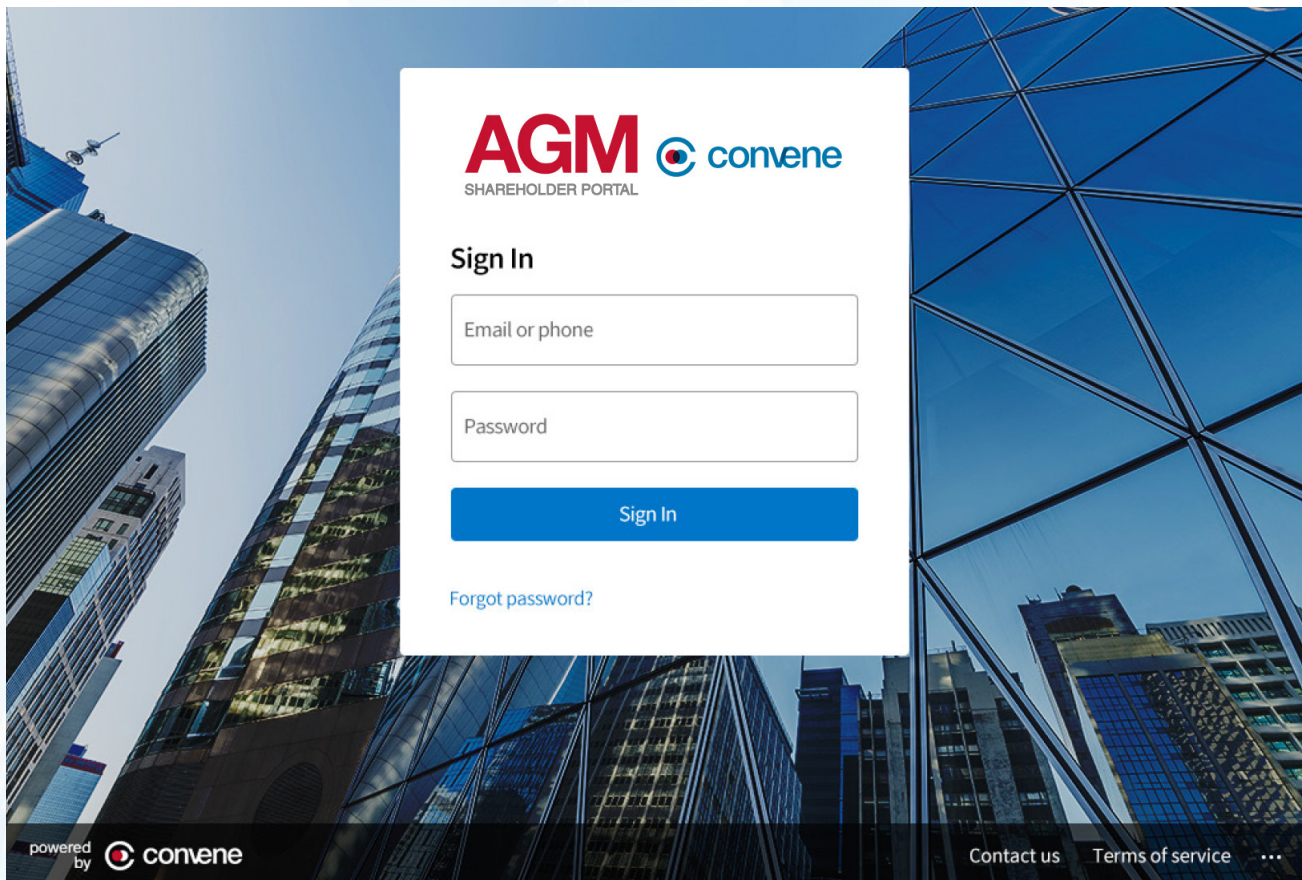 AGM convene
SHAREHOLDER PORTAL
Sign In
Email or phone
Password
Sign In
Forgot password?
powered by convene
Contact us Terms of service ...